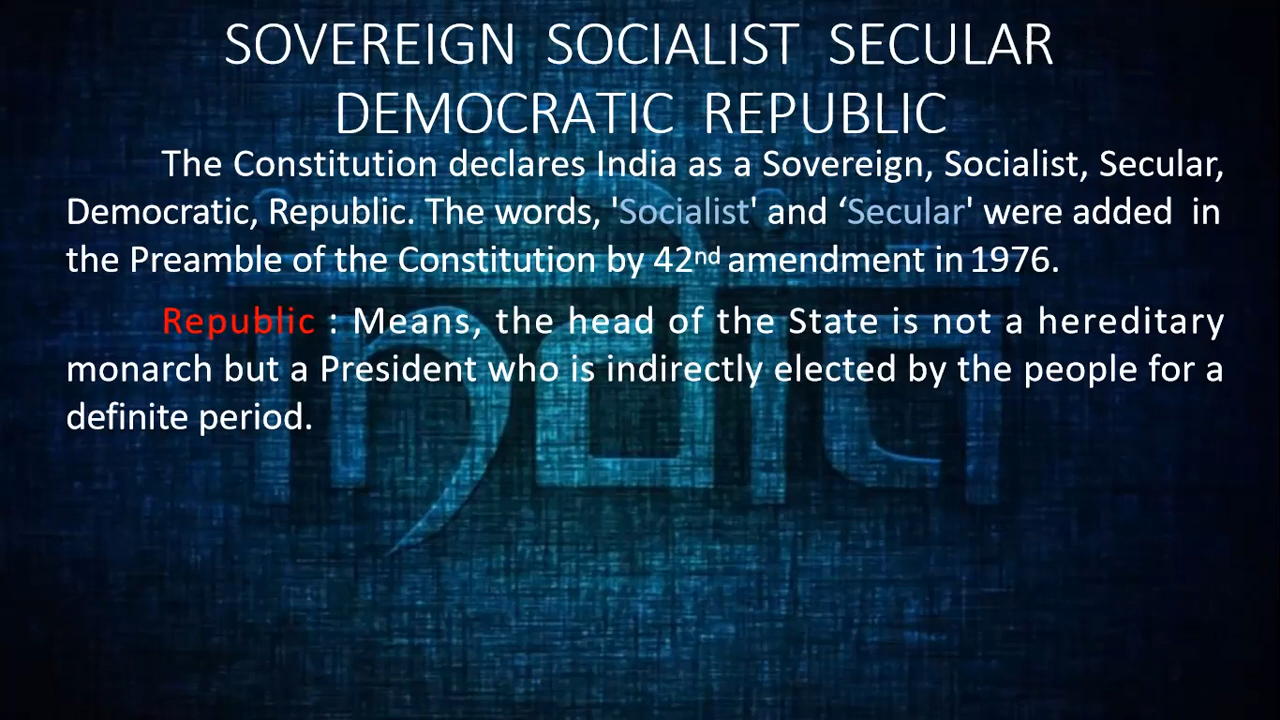 SOVEREIGN SOCIALIST SECULAR
DEMOCRATIC REPUBLIC
The Constitution declares India as a Sovereign, Socialist, Secular,
Democratic, Republic. The words, 'Socialist' and ‘Secular' were added in
the Preamble of the Constitution by 42nd amendment in 1976.
Republic : Means, the head of the State is not a hereditary
monarch but a President who is indirectly elected by the people for a
definite period.
india